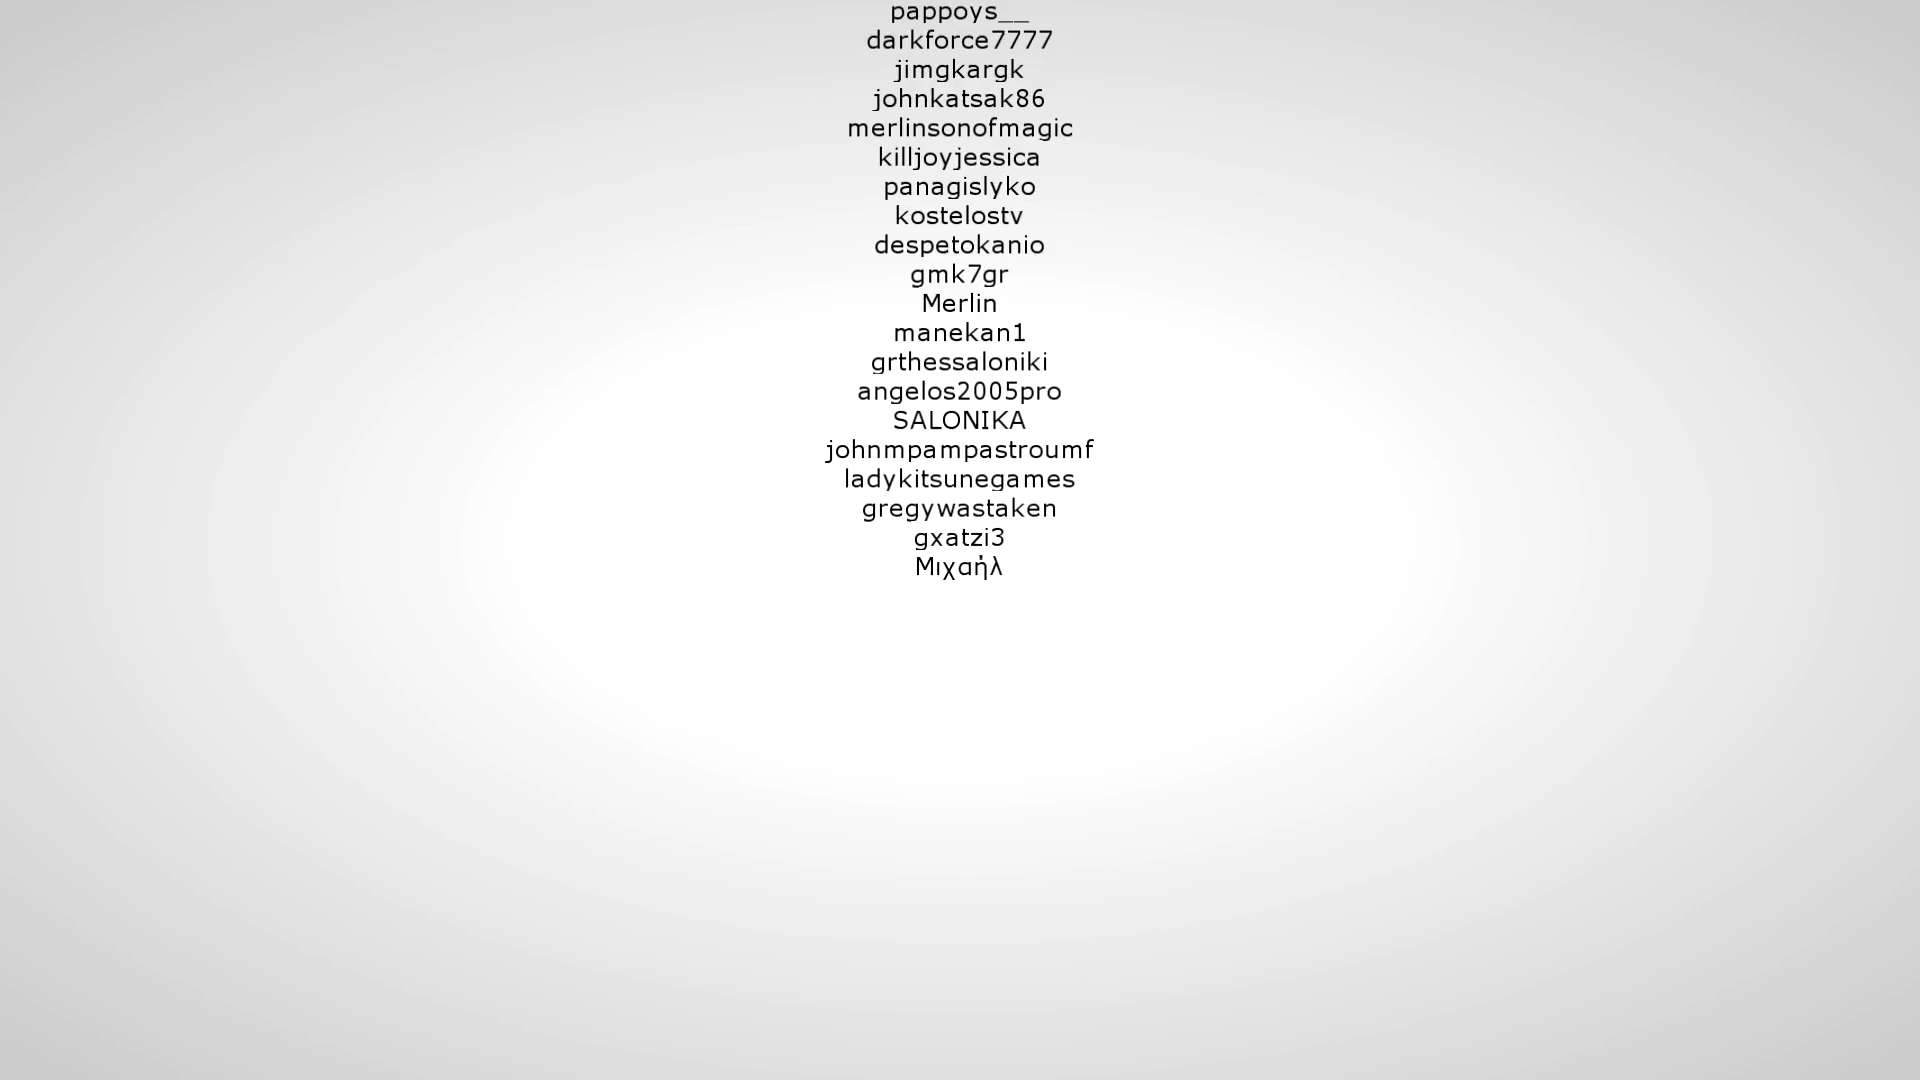 pappoys__
darkforce7777
jimgkargk
johnkatsak86
merlinsonofmagic
killjoyjessica
panagislyko
kostelostv
despetokanio
gmk7gr
Merlin
manekan1
grthessaloniki
angelos2005pro
SALONIKA
johnmpampastroumf
ladykitsunegames
gregywastaken
gxatzi3
Μιχαήλ